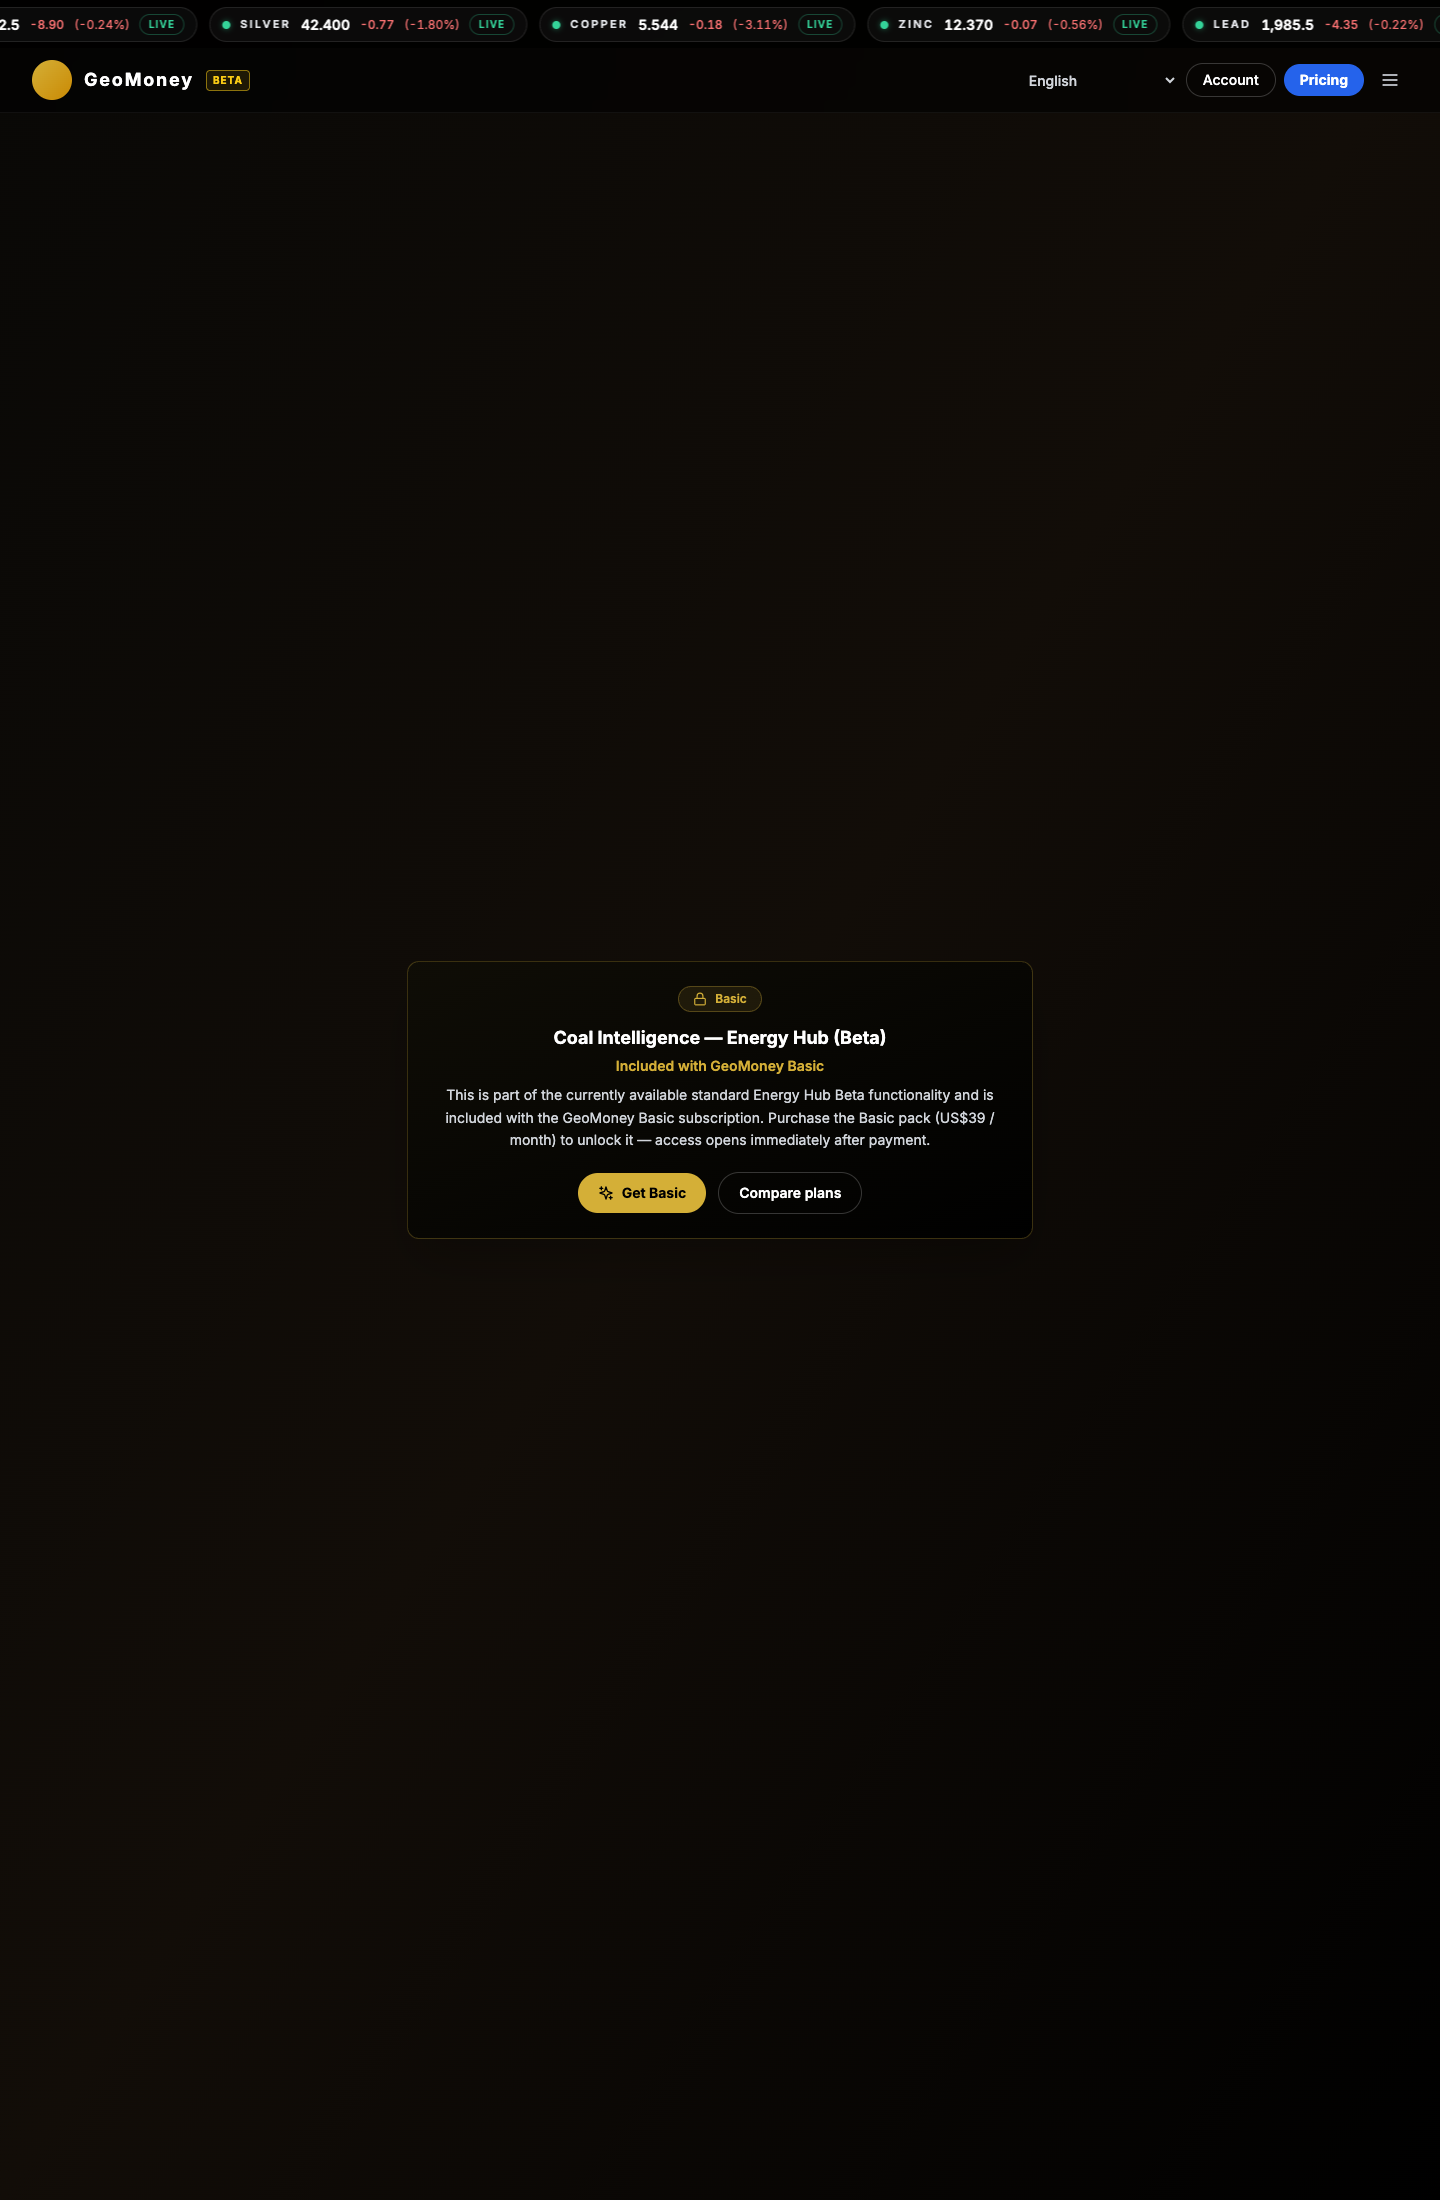 2.5 -8.90 (-0.24%) LIVE SILVER 42.400 -0.77 (-1.80%) LIVE COPPER 5.544 -0.18 (-3.11%) LIVE ZINC 12.370 -0.07 (-0.56%) LIVE LEAD 1,985.5 -4.35 (-0.22%)
GeoMoney BETA English Account Pricing
Basic
Coal Intelligence — Energy Hub (Beta)
Included with GeoMoney Basic
This is part of the currently available standard Energy Hub Beta functionality and is
included with the GeoMoney Basic subscription. Purchase the Basic pack (US$39 /
month) to unlock it — access opens immediately after payment.
Get Basic Compare plans